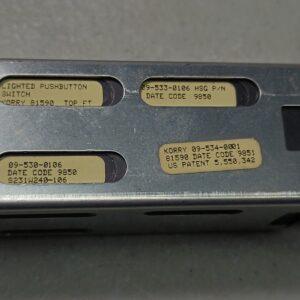 LIGHTED PUSHBUTTON
SWITCH
KORRY 81590 TOP FT
09-533-0106 HSG P/N
DATE CODE 9850
09-530-0106
DATE CODE 9850
S231W240-106
KORRY 09-534-0001
81590 DATE CODE 9851
US PATENT 5,550,342